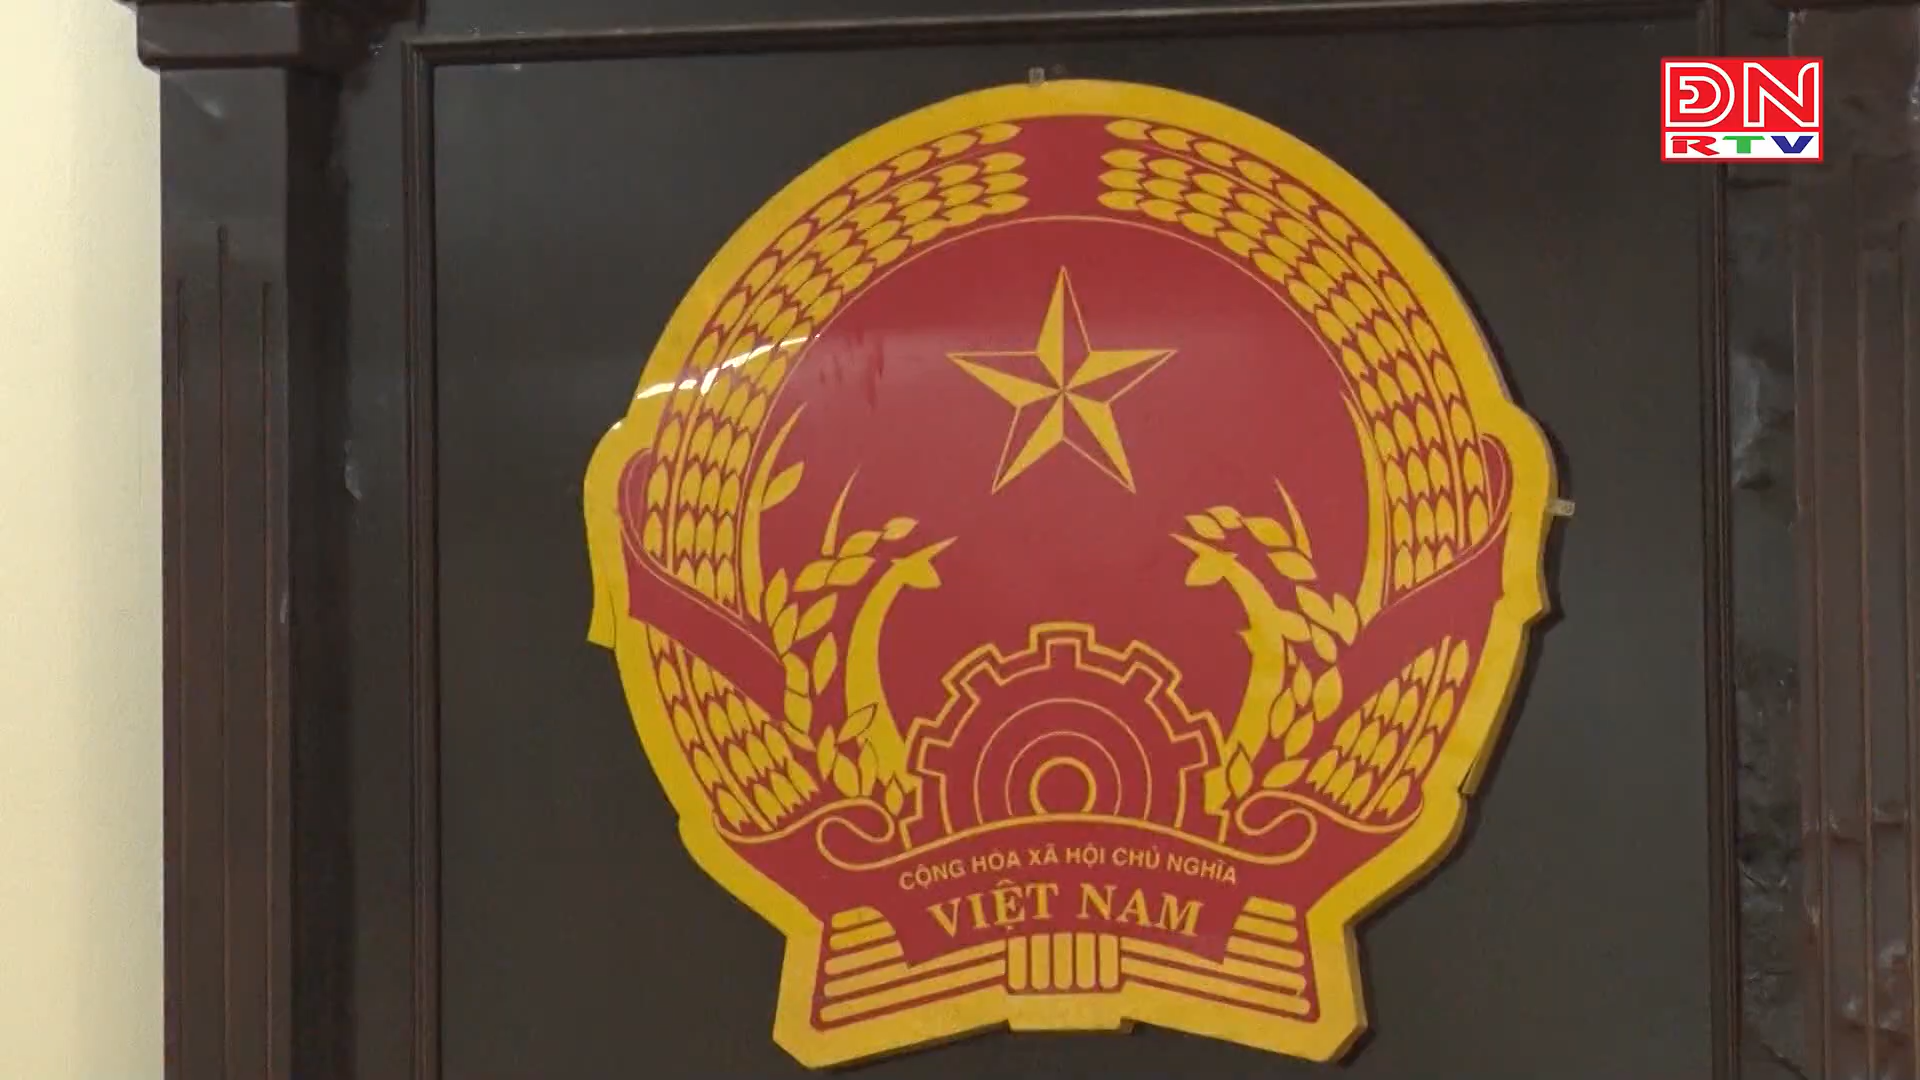 ĐN
RTV
CỘNG HÒA XÃ HỘI CHỦ NGHĨA
VIỆT NAM